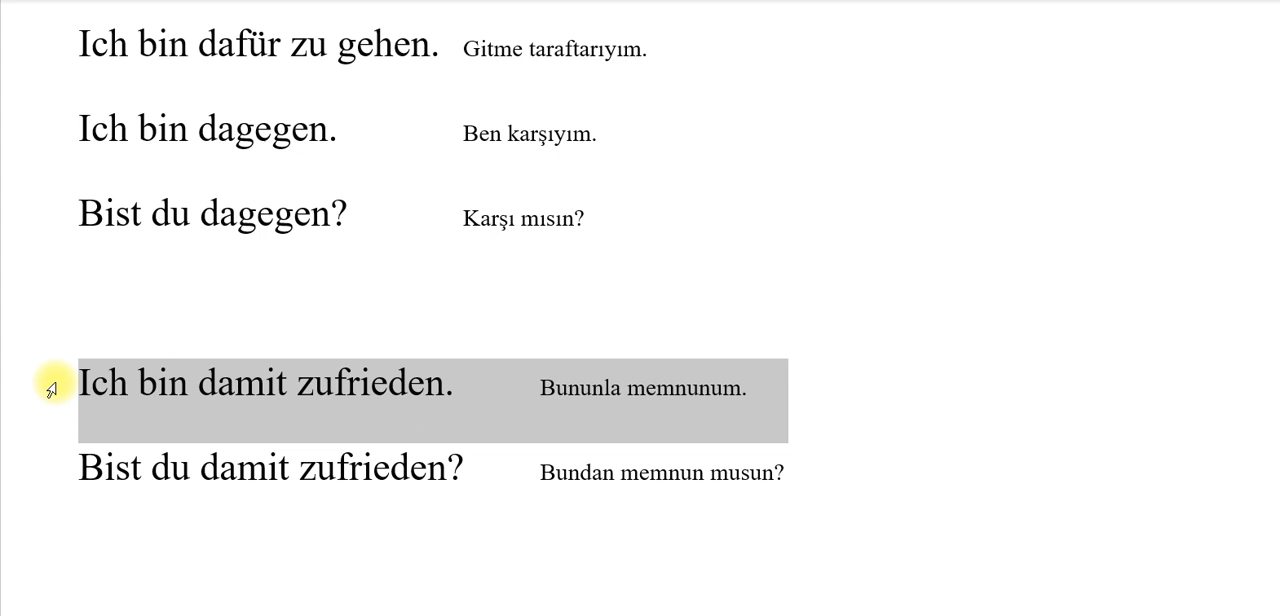 Ich bin dafür zu gehen. Gitme taraftarıyım.
Ich bin dagegen. Ben karşıyım.
Bist du dagegen? Karşı mısın?
Ich bin damit zufrieden. Bununla memnunum.
Bist du damit zufrieden? Bundan memnun musun?